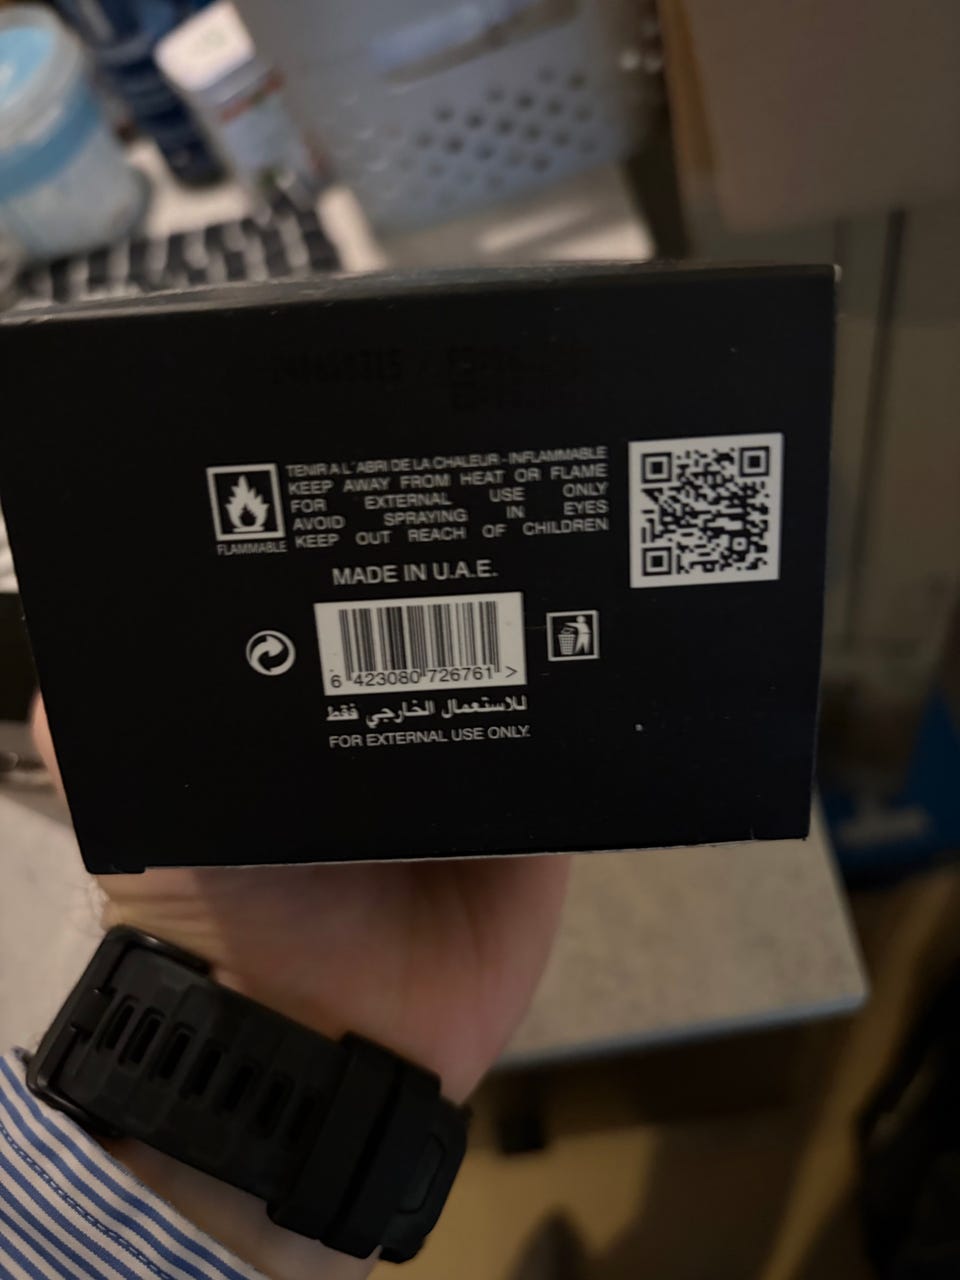 TENIR A L'ABRI DE LA CHALEUR - INFLAMMABLE
KEEP AWAY FROM HEAT OR FLAME
FOR EXTERNAL USE ONLY
AVOID SPRAYING IN EYES
KEEP OUT REACH OF CHILDREN
FLAMMABLE
MADE IN U.A.E.
6 423080 726761 >
للاستعمال الخارجي فقط
FOR EXTERNAL USE ONLY.